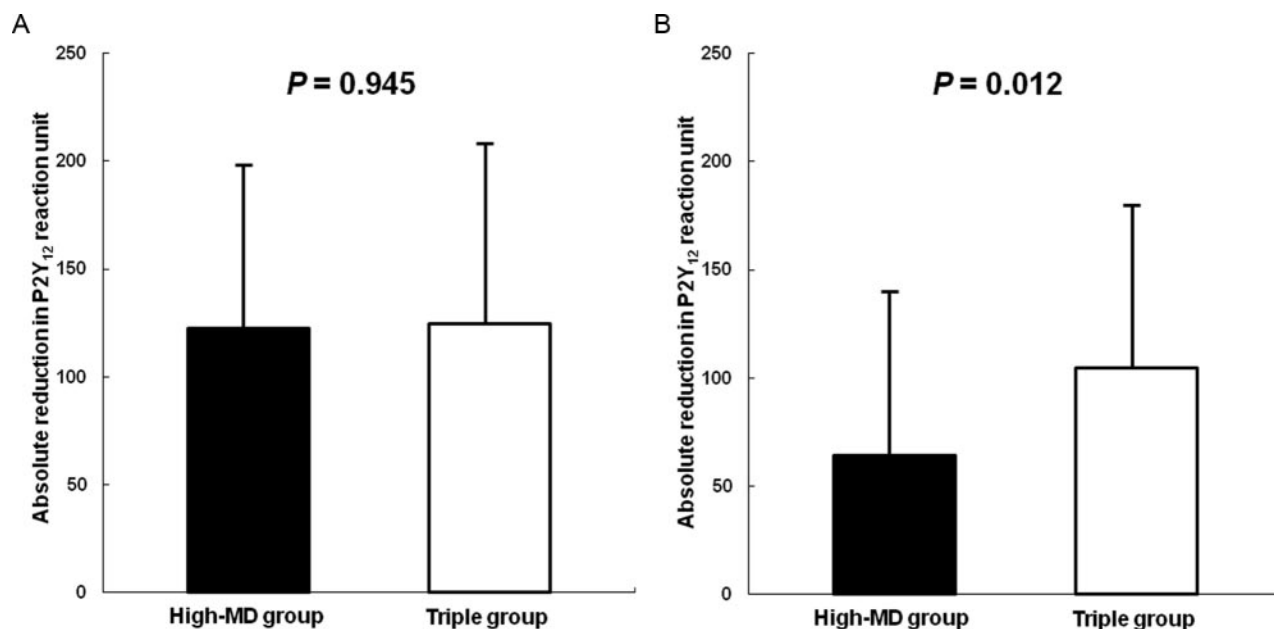 A
Absolute reduction in P2Y₁₂ reaction unit
250
200
150
100
50
0
P = 0.945
High-MD group
Triple group
B
Absolute reduction in P2Y₁₂ reaction unit
250
200
150
100
50
0
P = 0.012
High-MD group
Triple group